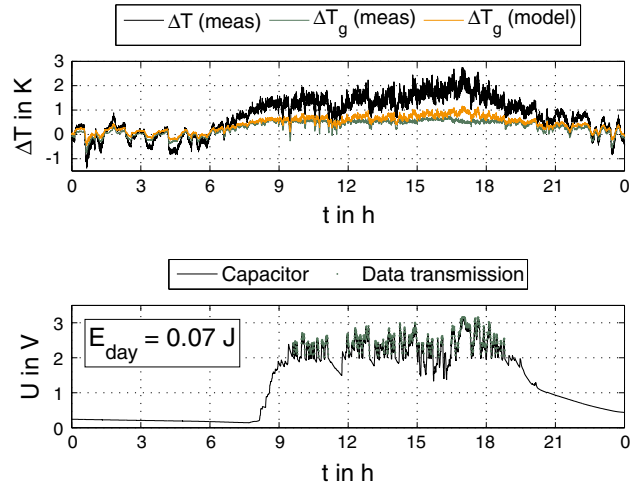 ΔT (meas) ΔT_g (meas) ΔT_g (model)
3
2
1
0
-1
ΔT in K
0 3 6 9 12 15 18 21 0
t in h
Capacitor Data transmission
E_day = 0.07 J
3
2
1
0
U in V
0 3 6 9 12 15 18 21 0
t in h